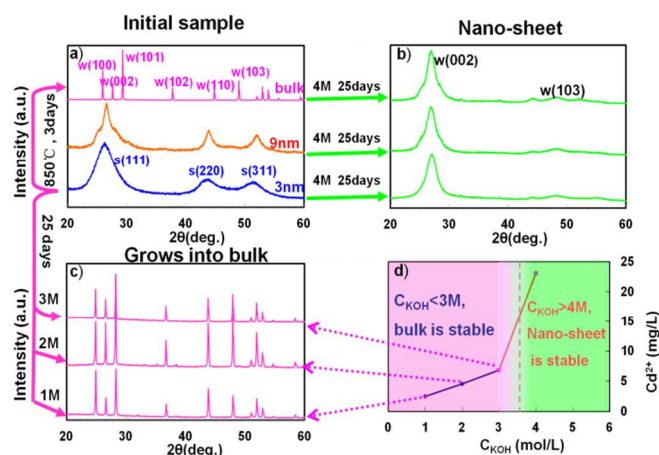 Initial sample
Nano-sheet
a)
w(100)
w(101)
w(002)
w(102)
w(110)
w(103)
bulk
9nm
3nm
s(111)
s(220)
s(311)
Intensity (a.u.)
850℃ , 3days
20 30 40 50 60
2θ(deg.)
4M 25days
4M 25days
4M 25days
b)
w(002)
w(103)
20 30 40 50 60
2θ(deg.)
25 days
Grows into bulk
c)
3M
2M
1M
Intensity (a.u.)
20 30 40 50 60
2θ(deg.)
d)
C_KOH<3M,
bulk is stable
C_KOH>4M,
Nano-sheet
is stable
25
20
15
10
5
0
Cd²⁺ (mg/L)
0 1 2 3 4 5 6
C_KOH (mol/L)